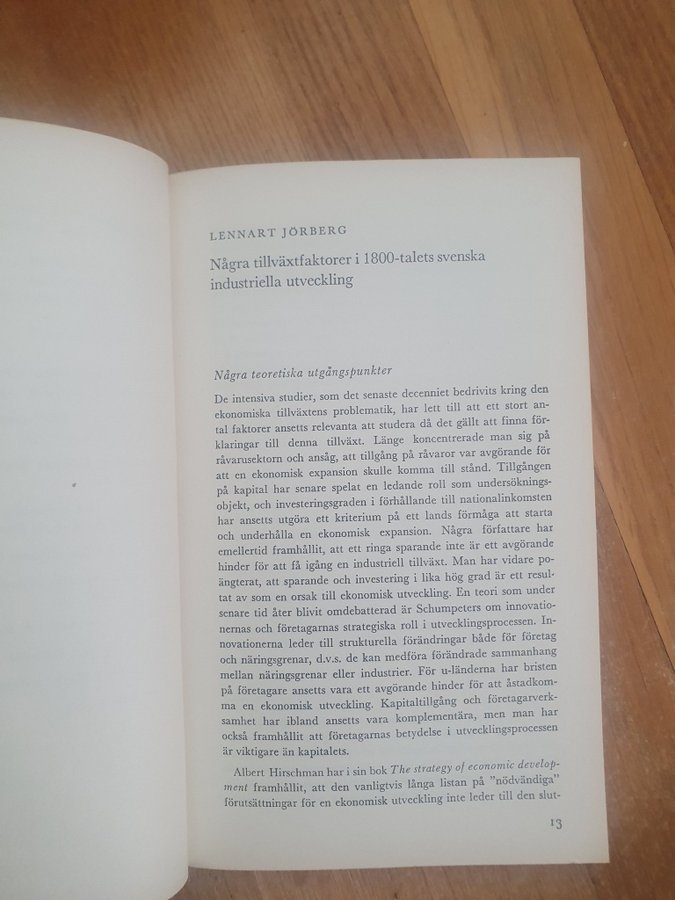 LENNART JÖRBERG
Några tillväxtfaktorer i 1800-talets svenska
industriella utveckling
Några teoretiska utgångspunkter
De intensiva studier, som det senaste decenniet bedrivits kring den
ekonomiska tillväxtens problematik, har lett till att ett stort an-
tal faktorer ansetts relevanta att studera då det gällt att finna för-
klaringar till denna tillväxt. Länge koncentrerade man sig på
råvarusektorn och ansåg, att tillgång på råvaror var avgörande för
att en ekonomisk expansion skulle komma till stånd. Tillgången
på kapital har senare spelat en ledande roll som undersöknings-
objekt, och investeringsgraden i förhållande till nationalinkomsten
har ansetts utgöra ett kriterium på ett lands förmåga att starta
och underhålla en ekonomisk expansion. Några författare har
emellertid framhållit, att ett ringa sparande inte är ett avgörande
hinder för att få igång en industriell tillväxt. Man har vidare po-
ängterat, att sparande och investering i lika hög grad är ett resul-
tat av som en orsak till ekonomisk utveckling. En teori som under
senare tid åter blivit omdebatterad är Schumpeters om innovatio-
nernas och företagarnas strategiska roll i utvecklingsprocessen. In-
novationerna leder till strukturella förändringar både för företag
och näringsgrenar, d.v.s. de kan medföra förändrade sammanhang
mellan näringsgrenar eller industrier. För u-länderna har bristen
på företagare ansetts vara ett avgörande hinder för att åstadkom-
ma en ekonomisk utveckling. Kapitaltillgång och företagarverk-
samhet har ibland ansetts vara komplementära, men man har
också framhållit att företagarnas betydelse i utvecklingsprocessen
är viktigare än kapitalets.
Albert Hirschman har i sin bok The strategy of economic develop-
ment framhållit, att den vanligtvis långa listan på ”nödvändiga”
förutsättningar för en ekonomisk utveckling inte leder till den slut-
13